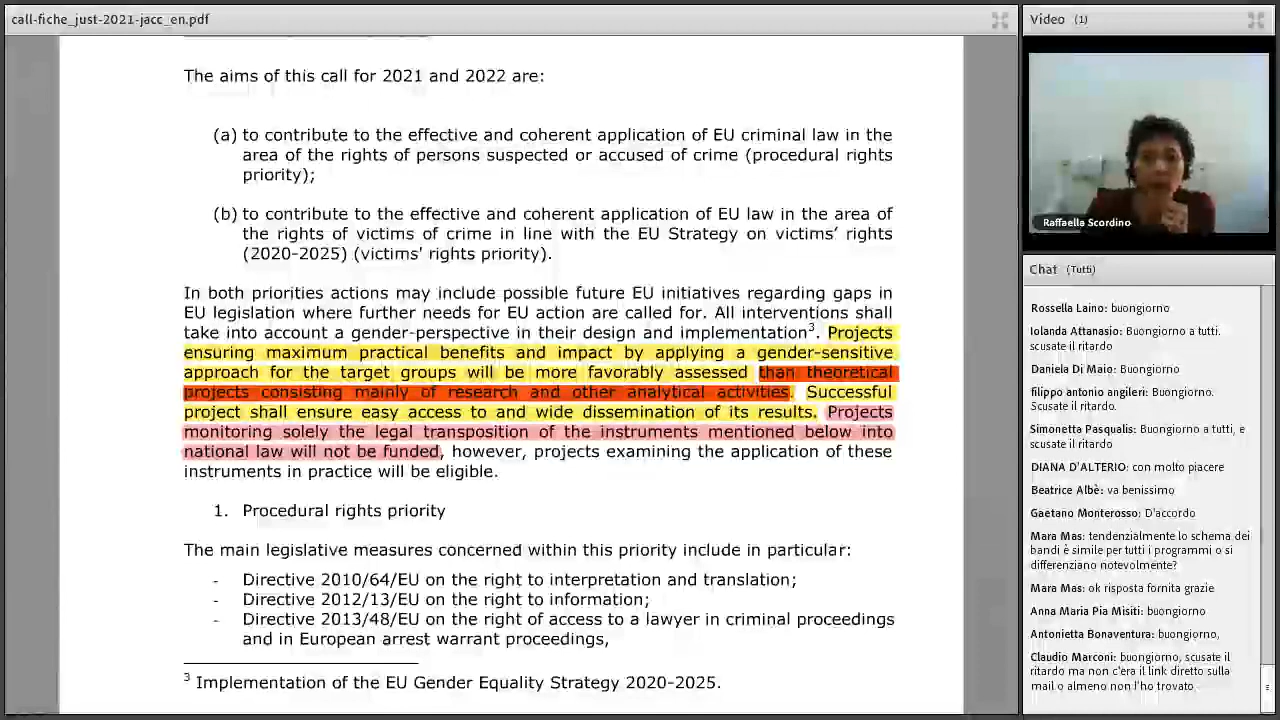 call-fiche_just-2021-jacc_en.pdf
The aims of this call for 2021 and 2022 are:
(a) to contribute to the effective and coherent application of EU criminal law in the
area of the rights of persons suspected or accused of crime (procedural rights
priority);
(b) to contribute to the effective and coherent application of EU law in the area of
the rights of victims of crime in line with the EU Strategy on victims’ rights
(2020-2025) (victims' rights priority).
In both priorities actions may include possible future EU initiatives regarding gaps in
EU legislation where further needs for EU action are called for. All interventions shall
take into account a gender-perspective in their design and implementation3. Projects
ensuring maximum practical benefits and impact by applying a gender-sensitive
approach for the target groups will be more favorably assessed than theoretical
projects consisting mainly of research and other analytical activities. Successful
project shall ensure easy access to and wide dissemination of its results. Projects
monitoring solely the legal transposition of the instruments mentioned below into
national law will not be funded, however, projects examining the application of these
instruments in practice will be eligible.
1. Procedural rights priority
The main legislative measures concerned within this priority include in particular:
- Directive 2010/64/EU on the right to interpretation and translation;
- Directive 2012/13/EU on the right to information;
- Directive 2013/48/EU on the right of access to a lawyer in criminal proceedings
and in European arrest warrant proceedings,
3 Implementation of the EU Gender Equality Strategy 2020-2025.
Video (1)
Raffaella Scordino
Chat (Tutti)
Rossella Laino: buongiorno
Iolanda Attanasio: Buongiorno a tutti.
scusate il ritardo
Daniela Di Maio: Buongiorno
filippo antonio angileri: Buongiorno.
Scusate il ritardo.
Simonetta Pasqualis: Buongiorno a tutti, e
scusate il ritardo
DIANA D'ALTERIO: con molto piacere
Beatrice Albè: va benissimo
Gaetano Monterosso: D'accordo
Mara Mas: tendenzialmente lo schema dei
bandi è simile per tutti i programmi o si
differenziano notevolmente?
Mara Mas: ok risposta fornita grazie
Anna Maria Pia Misiti: buongiorno
Antonietta Bonaventura: buongiorno,
Claudio Marconi: buongiorno, scusate il
ritardo ma non c'era il link diretto sulla
mail o almeno non l'ho trovato